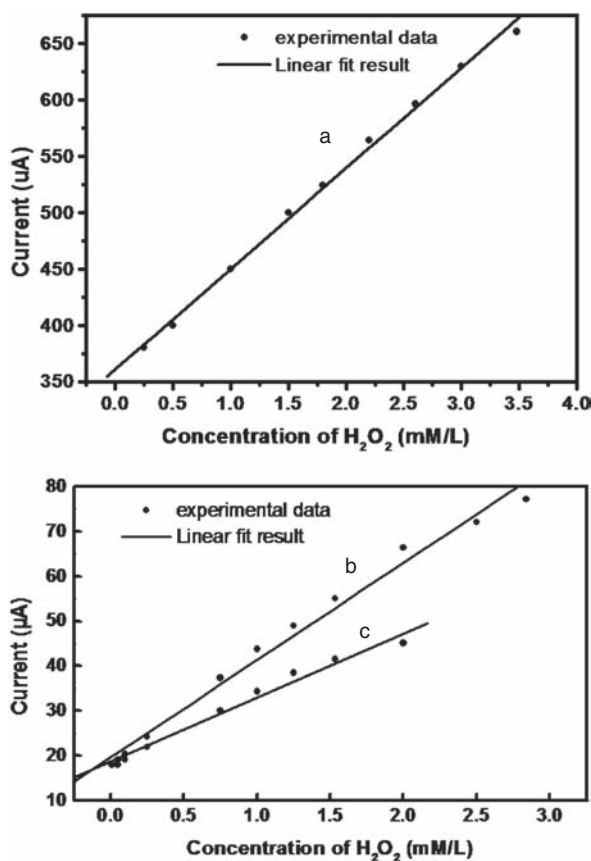 650
600
550
500
450
400
350
Current (uA)
experimental data
Linear fit result
a
0.0 0.5 1.0 1.5 2.0 2.5 3.0 3.5 4.0
Concentration of H₂O₂ (mM/L)
80
70
60
50
40
30
20
10
Current (µA)
experimental data
Linear fit result
b
c
0.0 0.5 1.0 1.5 2.0 2.5 3.0
Concentration of H₂O₂ (mM/L)